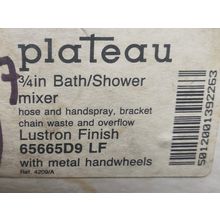 plateau
7
¾in Bath/Shower
mixer
hose and handspray, bracket
chain waste and overflow
Lustron Finish
65665D9 LF
with metal handwheels
Ref. 4209/A
5012001392263